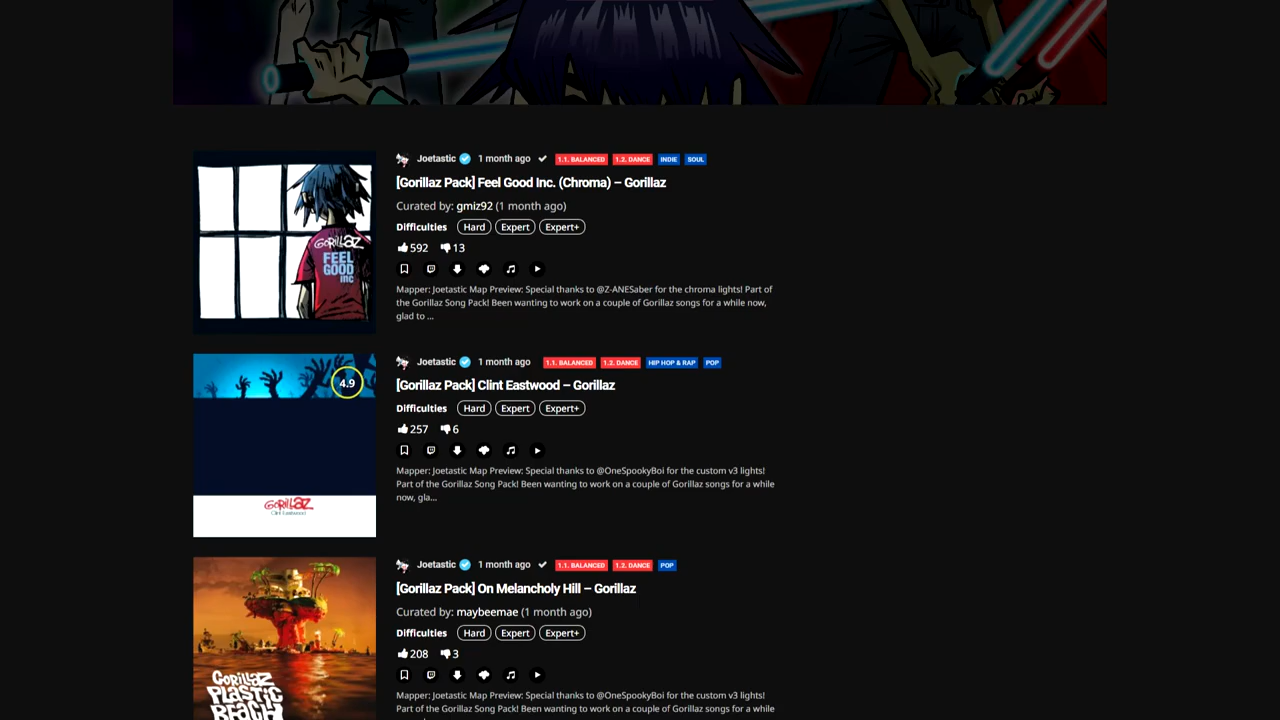 Joetastic 1 month ago 1.1. BALANCED 1.2. DANCE INDIE SOUL
[Gorillaz Pack] Feel Good Inc. (Chroma) – Gorillaz
Curated by: gmiz92 (1 month ago)
Difficulties Hard Expert Expert+
592 13
Mapper: Joetastic Map Preview: Special thanks to @Z-ANESaber for the chroma lights! Part of
the Gorillaz Song Pack! Been wanting to work on a couple of Gorillaz songs for a while now,
glad to ...
GORILLAZ
FEEL
GOOD
INC
Joetastic 1 month ago 1.1. BALANCED 1.2. DANCE HIP HOP & RAP POP
4.9
[Gorillaz Pack] Clint Eastwood – Gorillaz
Difficulties Hard Expert Expert+
257 6
Mapper: Joetastic Map Preview: Special thanks to @OneSpookyBoi for the custom v3 lights!
Part of the Gorillaz Song Pack! Been wanting to work on a couple of Gorillaz songs for a while
now, gla...
GORILLAZ
Clint Eastwood
Joetastic 1 month ago 1.1. BALANCED 1.2. DANCE POP
[Gorillaz Pack] On Melancholy Hill – Gorillaz
Curated by: maybeemae (1 month ago)
Difficulties Hard Expert Expert+
208 3
Mapper: Joetastic Map Preview: Special thanks to @OneSpookyBoi for the custom v3 lights!
Part of the Gorillaz Song Pack! Been wanting to work on a couple of Gorillaz songs for a while
GORILLAZ
PLASTIC
BEACH